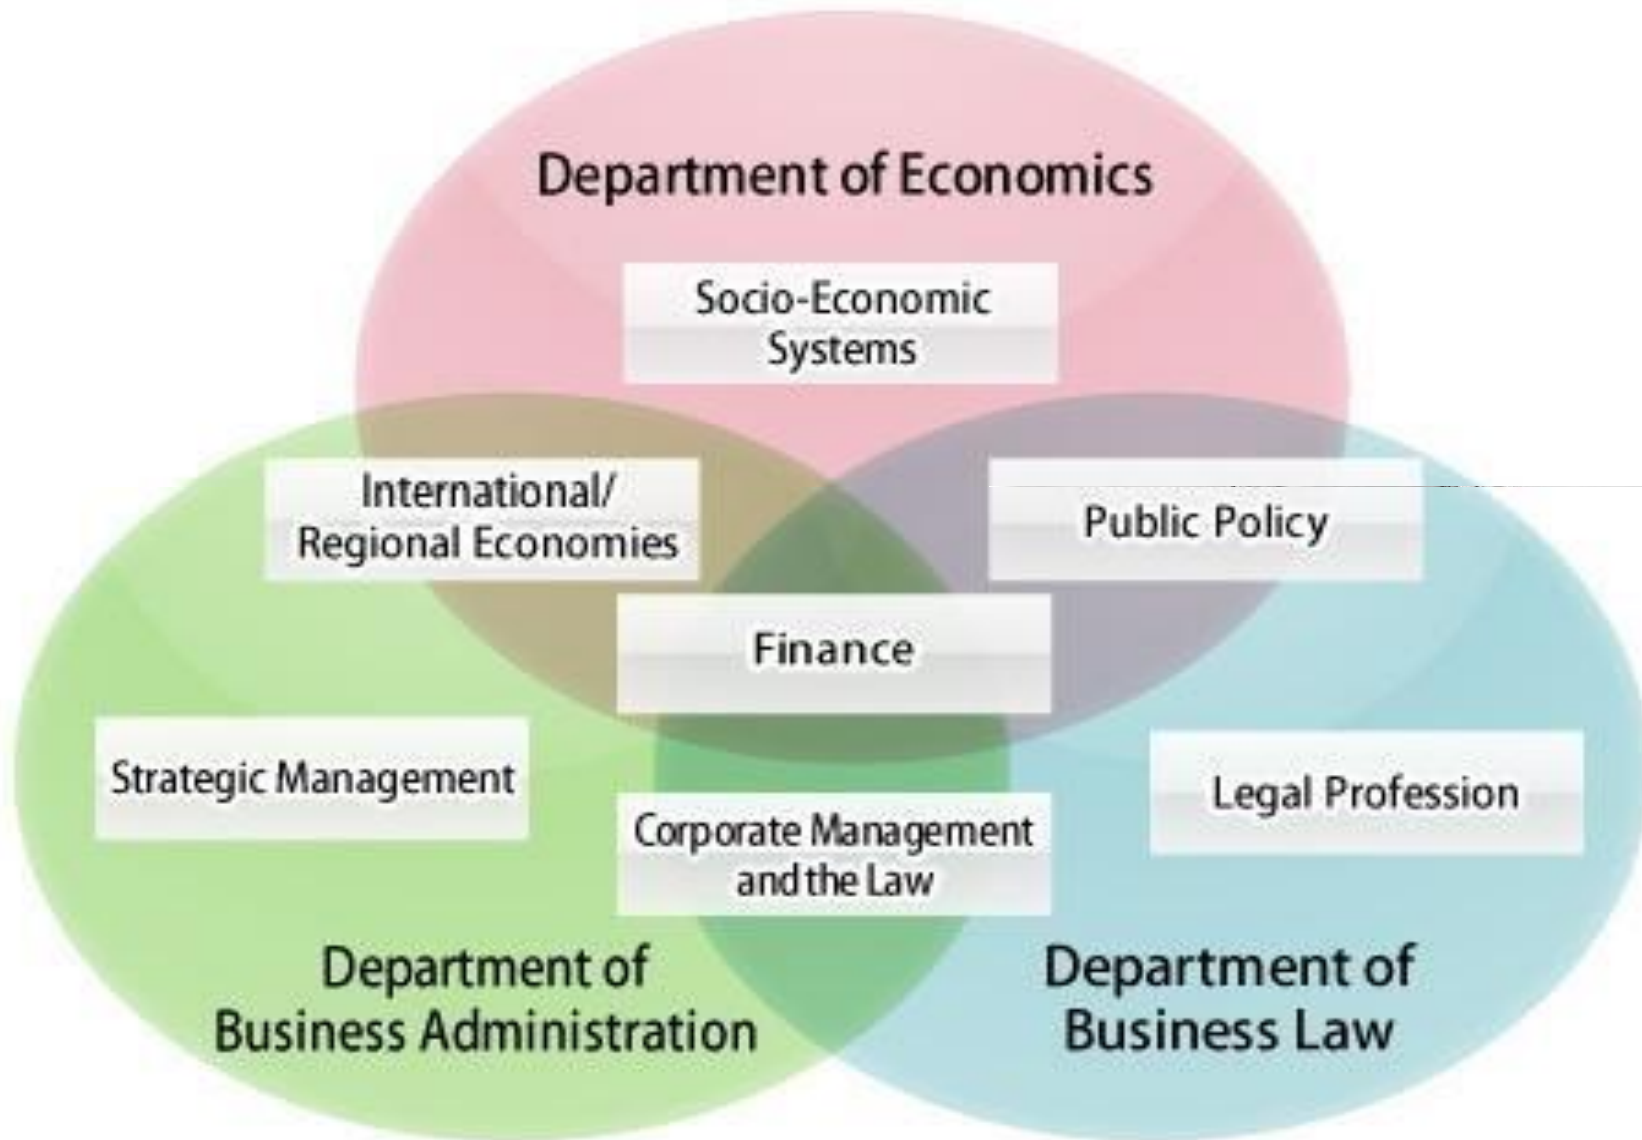 Department of Economics
Socio-Economic
Systems
International/
Regional Economies
Public Policy
Finance
Strategic Management
Legal Profession
Corporate Management
and the Law
Department of
Business Administration
Department of
Business Law